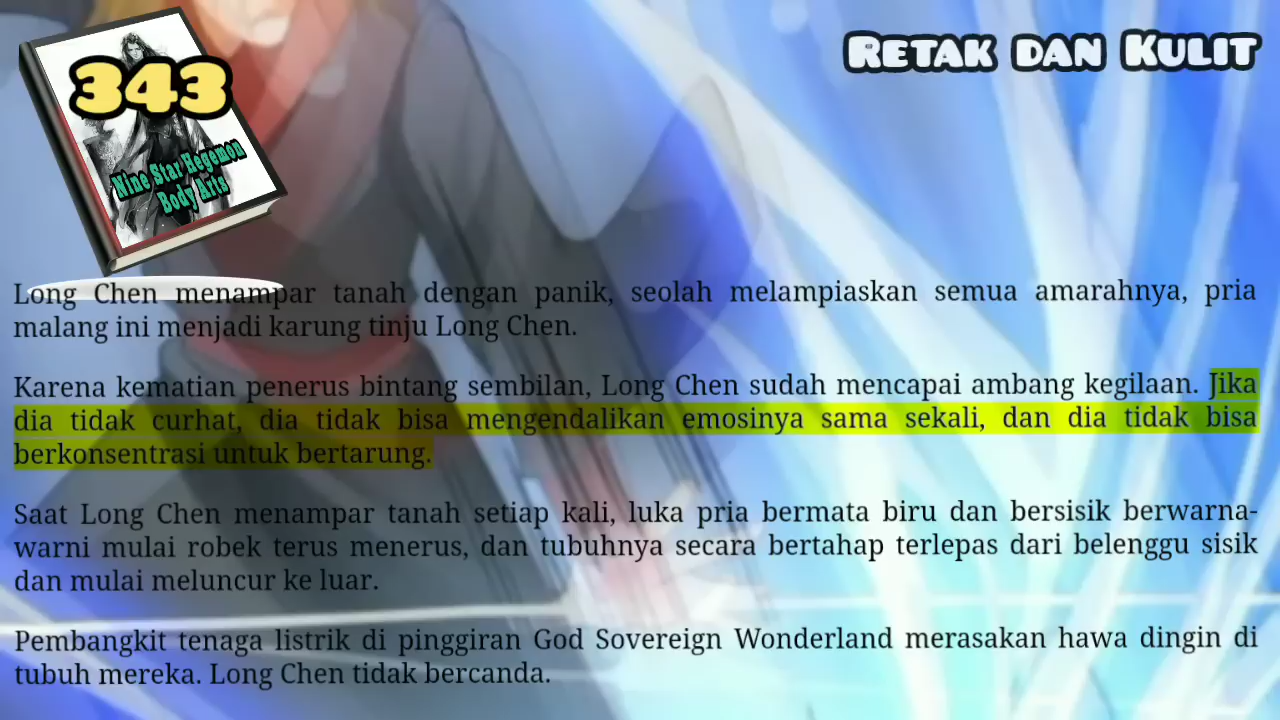 343
Nine Star Hegemon
Body Arts
Retak dan Kulit
Long Chen menampar tanah dengan panik, seolah melampiaskan semua amarahnya, pria
malang ini menjadi karung tinju Long Chen.
Karena kematian penerus bintang sembilan, Long Chen sudah mencapai ambang kegilaan. Jika
dia tidak curhat, dia tidak bisa mengendalikan emosinya sama sekali, dan dia tidak bisa
berkonsentrasi untuk bertarung.
Saat Long Chen menampar tanah setiap kali, luka pria bermata biru dan bersisik berwarna-
warni mulai robek terus menerus, dan tubuhnya secara bertahap terlepas dari belenggu sisik
dan mulai meluncur ke luar.
Pembangkit tenaga listrik di pinggiran God Sovereign Wonderland merasakan hawa dingin di
tubuh mereka. Long Chen tidak bercanda.